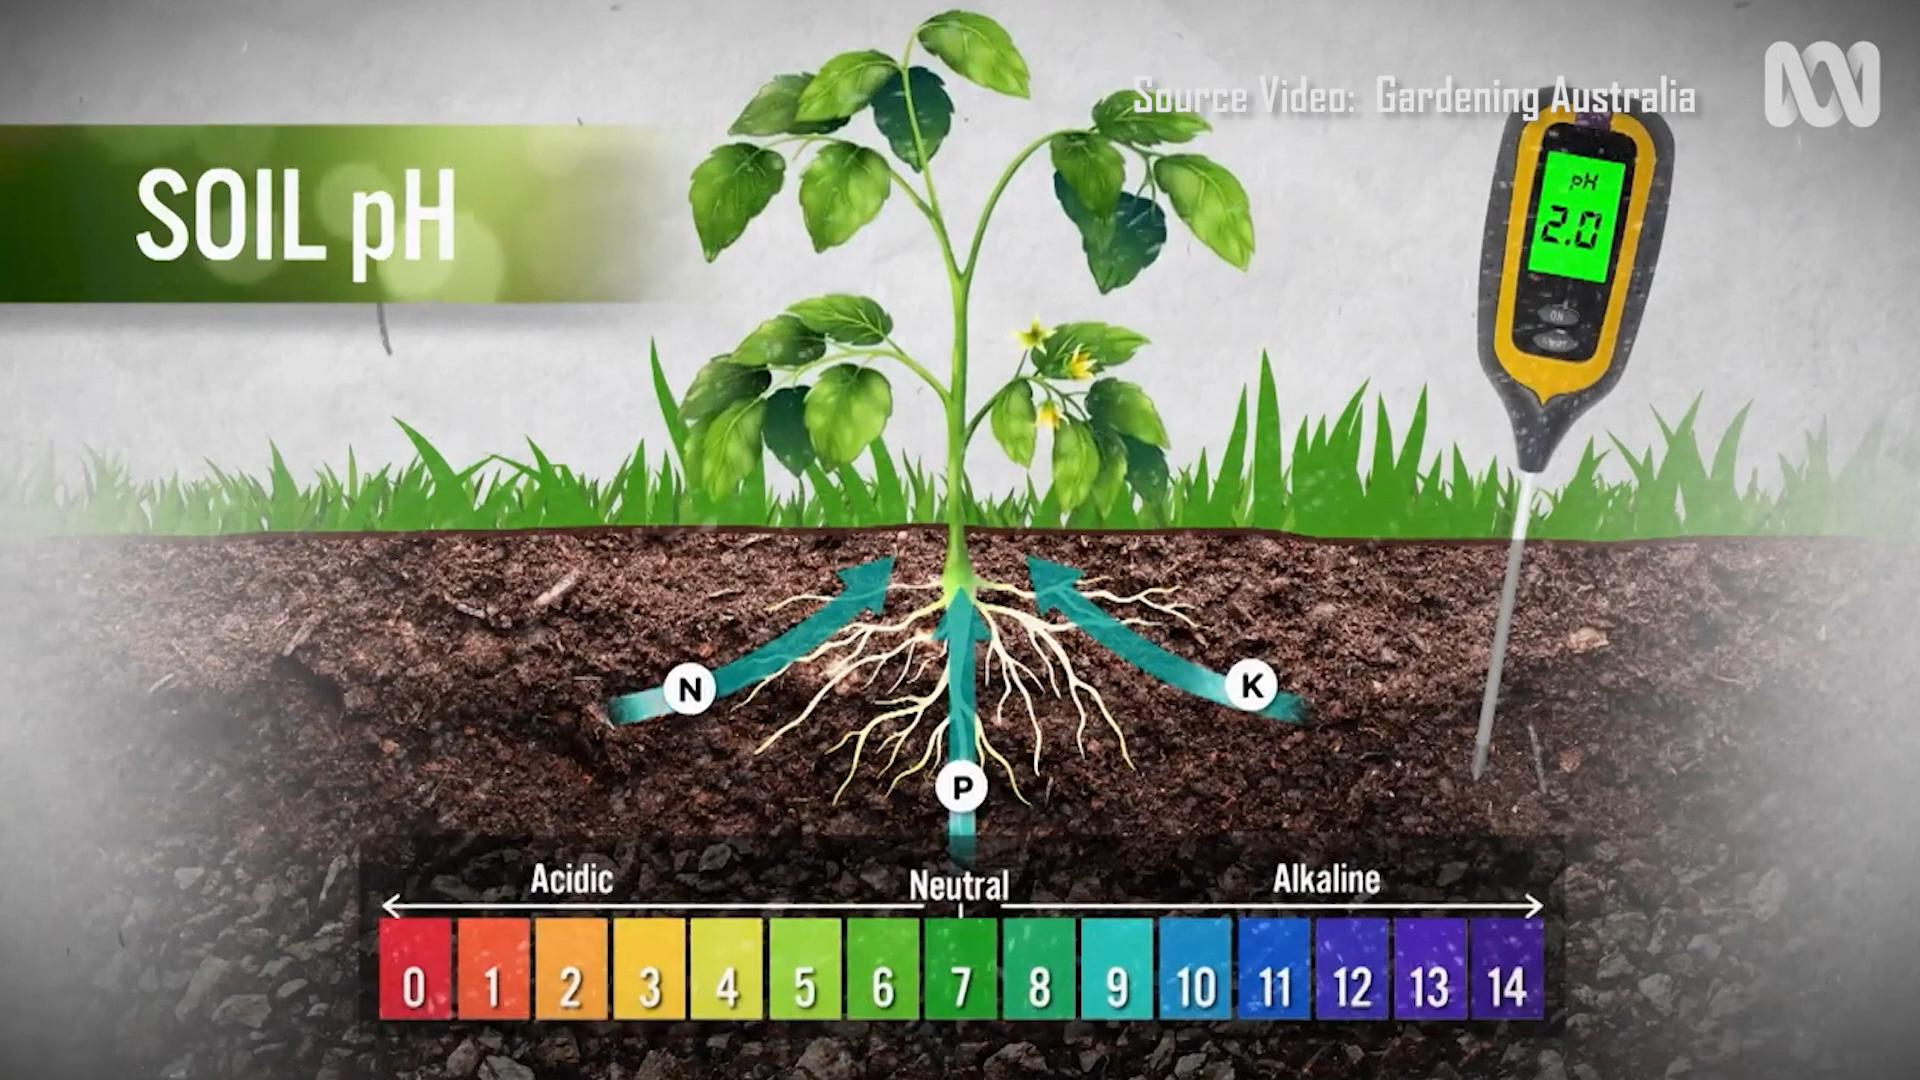 Source Video: Gardening Australia
SOIL pH
pH
2.0
ON
N
K
P
Acidic
Neutral
Alkaline
0 1 2 3 4 5 6 7 8 9 10 11 12 13 14